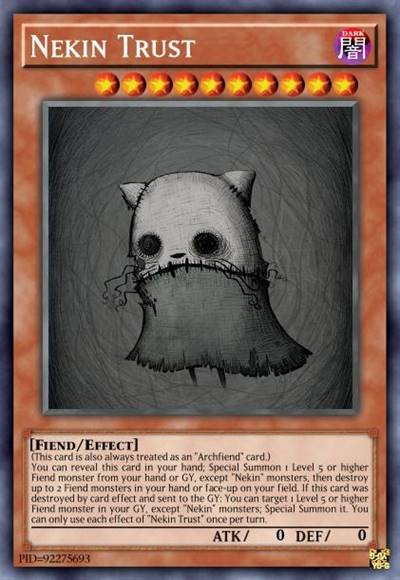 NEKIN TRUST
DARK
闇
[FIEND/EFFECT]
(This card is also always treated as an "Archfiend" card.)
You can reveal this card in your hand; Special Summon 1 Level 5 or higher
Fiend monster from your hand or GY, except "Nekin" monsters, then destroy
up to 2 Fiend monsters in your hand or face-up on your field. If this card was
destroyed by card effect and sent to the GY: You can target 1 Level 5 or higher
Fiend monster in your GY, except "Nekin" monsters; Special Summon it. You
can only use each effect of "Nekin Trust" once per turn.
ATK/ 0 DEF/ 0
PID=92275693